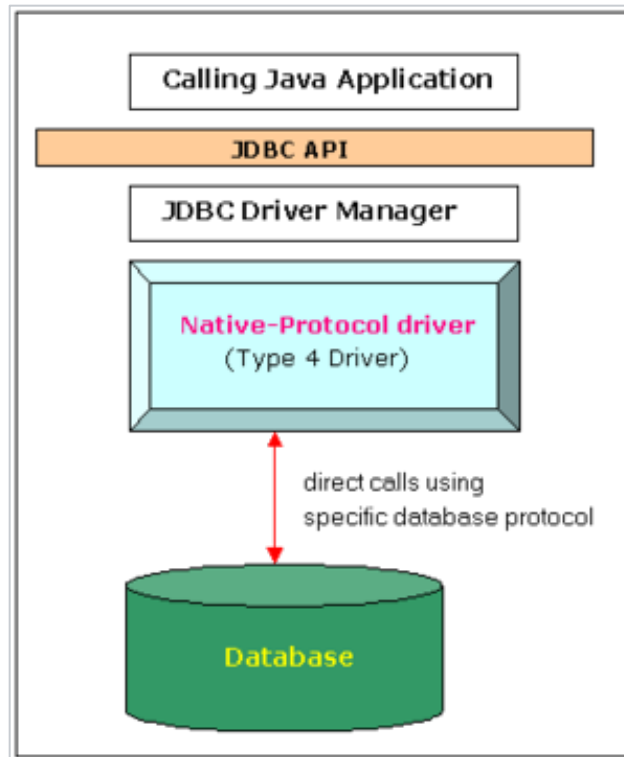 Calling Java Application
JDBC API
JDBC Driver Manager
Native-Protocol driver
(Type 4 Driver)
direct calls using
specific database protocol
Database